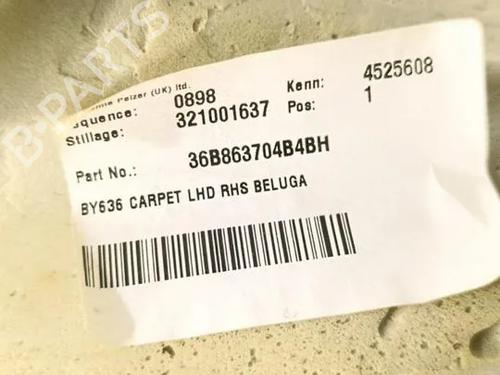 Pelzer (UK) ltd.
quence: 0898 Kenn: 4525608
Stillage: 321001637 Pos: 1
Part No.: 36B863704B4BH
BY636 CARPET LHD RHS BELUGA
B-PARTS